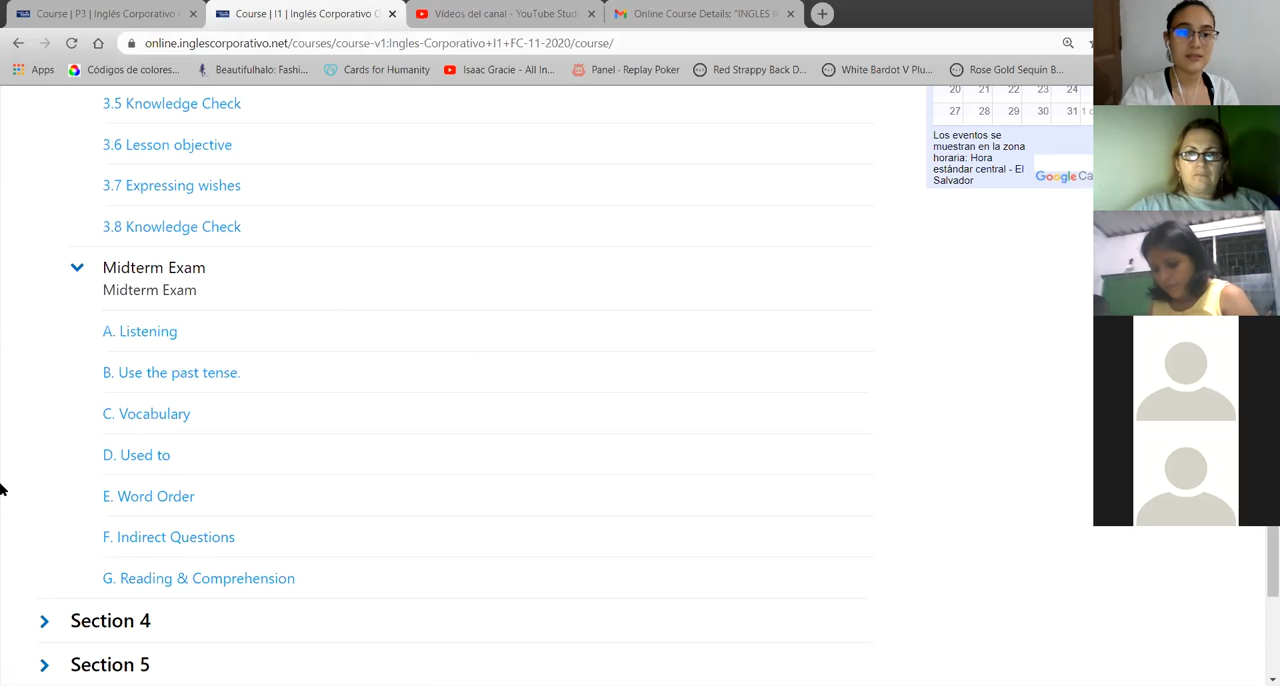 Course | P3 | Inglés Corporativo
Course | I1 | Inglés Corporativo C
Vídeos del canal - YouTube Studi
Online Course Details: "INGLES I
online.inglescorporativo.net/courses/course-v1:Ingles-Corporativo+I1+FC-11-2020/course/
Apps
Códigos de colores...
Beautifulhalo: Fashi...
Cards for Humanity
Isaac Gracie - All In...
Panel · Replay Poker
Red Strappy Back D...
White Bardot V Plu...
Rose Gold Sequin B...
3.5 Knowledge Check
3.6 Lesson objective
3.7 Expressing wishes
3.8 Knowledge Check
Midterm Exam
Midterm Exam
A. Listening
B. Use the past tense.
C. Vocabulary
D. Used to
E. Word Order
F. Indirect Questions
G. Reading & Comprehension
Section 4
Section 5
20 21 22 23 24
27 28 29 30 31 1
Los eventos se
muestran en la zona
horaria: Hora
estándar central - El
Salvador
Google Ca